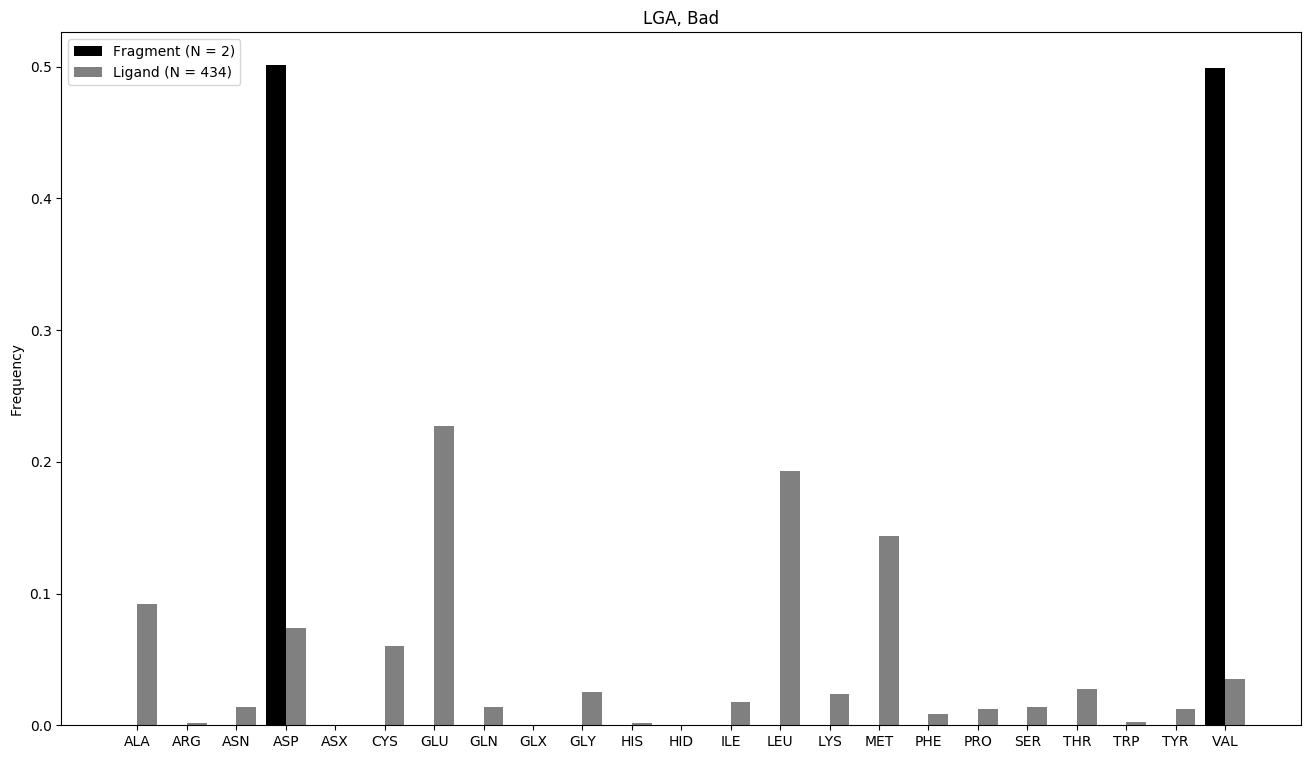 LGA, Bad
Fragment (N = 2)
Ligand (N = 434)
Frequency
0.5
0.4
0.3
0.2
0.1
0.0
ALA ARG ASN ASP ASX CYS GLU GLN GLX GLY HIS HID ILE LEU LYS MET PHE PRO SER THR TRP TYR VAL